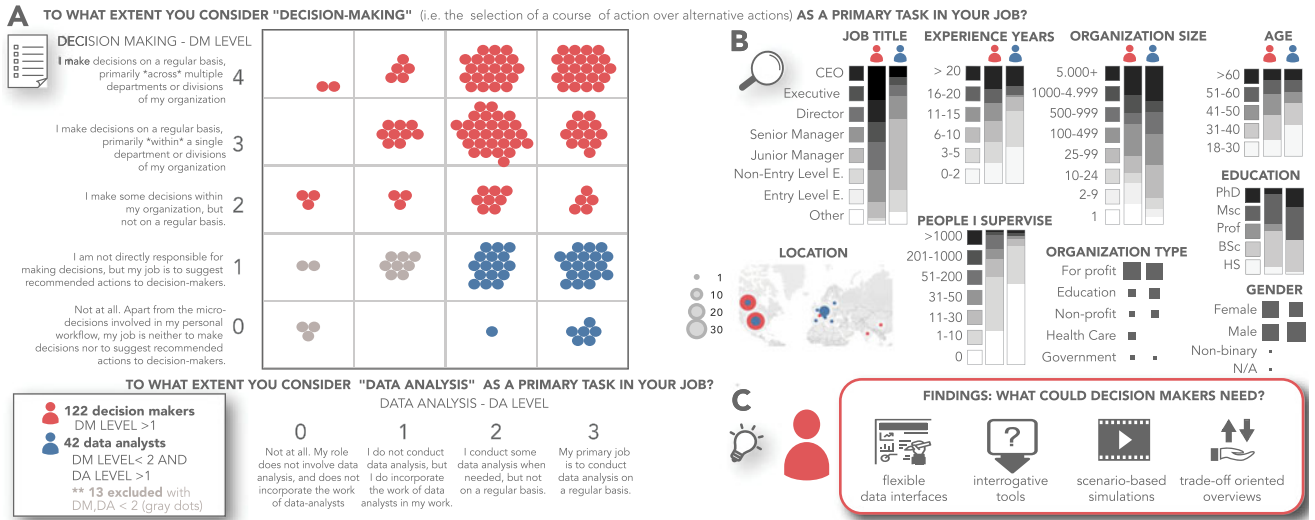 A
TO WHAT EXTENT YOU CONSIDER "DECISION-MAKING" (i.e. the selection of a course of action over alternative actions) AS A PRIMARY TASK IN YOUR JOB?
DECISION MAKING - DM LEVEL
I make decisions on a regular basis,
primarily *across* multiple
departments or divisions
of my organization
4
I make decisions on a regular basis,
primarily *within* a single
department or divisions
of my organization
3
I make some decisions within
my organization, but
not on a regular basis.
2
I am not directly responsible for
making decisions, but my job is to suggest
recommended actions to decision-makers.
1
Not at all. Apart from the micro-
decisions involved in my personal
workflow, my job is neither to make
decisions nor to suggest recommended
actions to decision-makers.
0
TO WHAT EXTENT YOU CONSIDER "DATA ANALYSIS" AS A PRIMARY TASK IN YOUR JOB?
DATA ANALYSIS - DA LEVEL
0
Not at all. My role
does not involve data
analysis, and does not
incorporate the work
of data-analysts
1
I do not conduct
data analysis, but
I do incorporate
the work of data
analysts in my work.
2
I conduct some
data analysis when
needed, but not
on a regular basis.
3
My primary job
is to conduct
data analysis on
a regular basis.
122 decision makers
DM LEVEL >1
42 data analysts
DM LEVEL< 2 AND
DA LEVEL >1
** 13 excluded with
DM,DA < 2 (gray dots)
B
JOB TITLE
CEO
Executive
Director
Senior Manager
Junior Manager
Non-Entry Level E.
Entry Level E.
Other
EXPERIENCE YEARS
> 20
16-20
11-15
6-10
3-5
0-2
ORGANIZATION SIZE
5.000+
1000-4.999
500-999
100-499
25-99
10-24
2-9
1
AGE
>60
51-60
41-50
31-40
18-30
EDUCATION
PhD
Msc
Prof
BSc
HS
LOCATION
1
10
20
30
PEOPLE I SUPERVISE
>1000
201-1000
51-200
31-50
11-30
1-10
0
ORGANIZATION TYPE
For profit
Education
Non-profit
Health Care
Government
GENDER
Female
Male
Non-binary
N/A
C
FINDINGS: WHAT COULD DECISION MAKERS NEED?
?
flexible
data interfaces
interrogative
tools
scenario-based
simulations
trade-off oriented
overviews